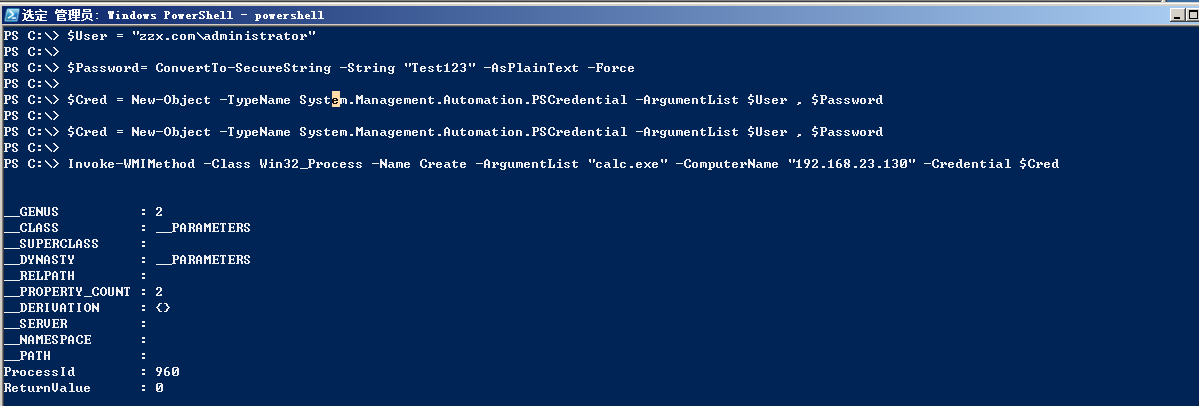 选定 管理员: Windows PowerShell - powershell
PS C:\> $User = "zzx.com\administrator"
PS C:\>
PS C:\> $Password= ConvertTo-SecureString -String "Test123" -AsPlainText -Force
PS C:\>
PS C:\> $Cred = New-Object -TypeName System.Management.Automation.PSCredential -ArgumentList $User , $Password
PS C:\>
PS C:\> $Cred = New-Object -TypeName System.Management.Automation.PSCredential -ArgumentList $User , $Password
PS C:\>
PS C:\> Invoke-WMIMethod -Class Win32_Process -Name Create -ArgumentList "calc.exe" -ComputerName "192.168.23.130" -Credential $Cred
__GENUS : 2
__CLASS : __PARAMETERS
__SUPERCLASS :
__DYNASTY : __PARAMETERS
__RELPATH :
__PROPERTY_COUNT : 2
__DERIVATION : {}
__SERVER :
__NAMESPACE :
__PATH :
ProcessId : 960
ReturnValue : 0